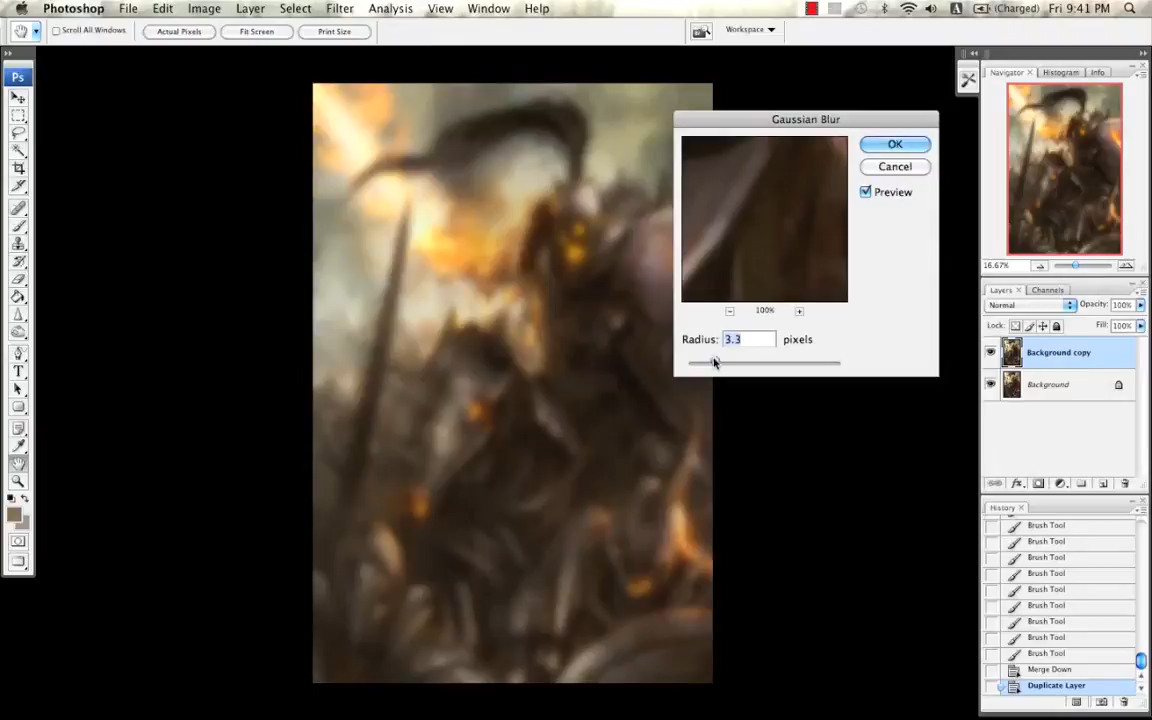 Photoshop File Edit Image Layer Select Filter Analysis View Window Help (Charged) Fri 9:41 PM
Scroll All Windows Actual Pixels Fit Screen Print Size Workspace
Ps
Navigator Histogram Info
16.67%
Gaussian Blur
OK
Cancel
Preview
100%
Radius: 3.3 pixels
Layers Channels
Normal Opacity: 100%
Lock: Fill: 100%
Background copy
Background
T
History
Brush Tool
Brush Tool
Brush Tool
Brush Tool
Brush Tool
Brush Tool
Brush Tool
Brush Tool
Brush Tool
Merge Down
Duplicate Layer